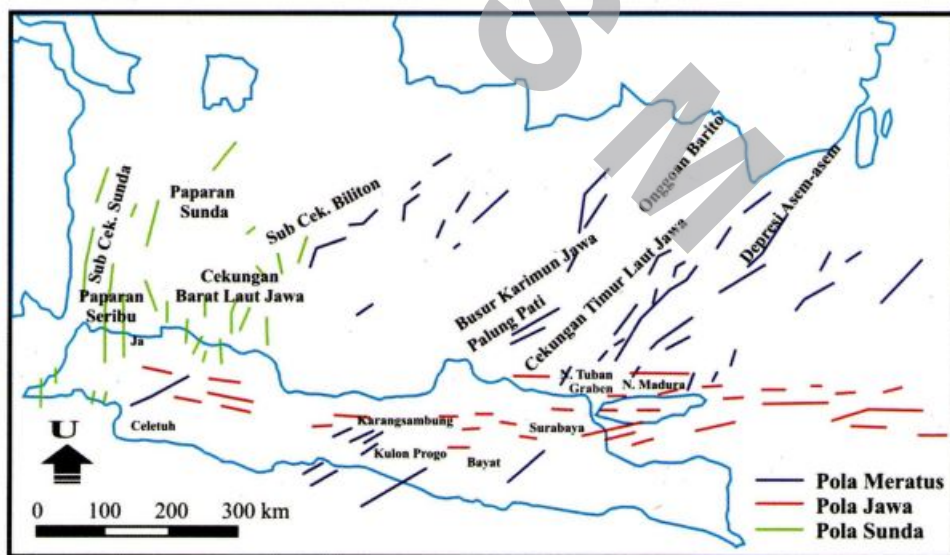 S
M
Onggoan Barito
Depresi Asem-asem
Paparan
Sunda
Sub Cek. Sunda
Sub Cek. Biliton
Cekungan
Barat Laut Jawa
Busur Karimun Jawa
Palung Pati
Cekungan Timur Laut Jawa
Paparan
Seribu
Ja
N. Tuban
Graben
N. Madura
Celetuh
Karangsambung
Surabaya
Kulon Progo
Bayat
U
0 100 200 300 km
Pola Meratus
Pola Jawa
Pola Sunda